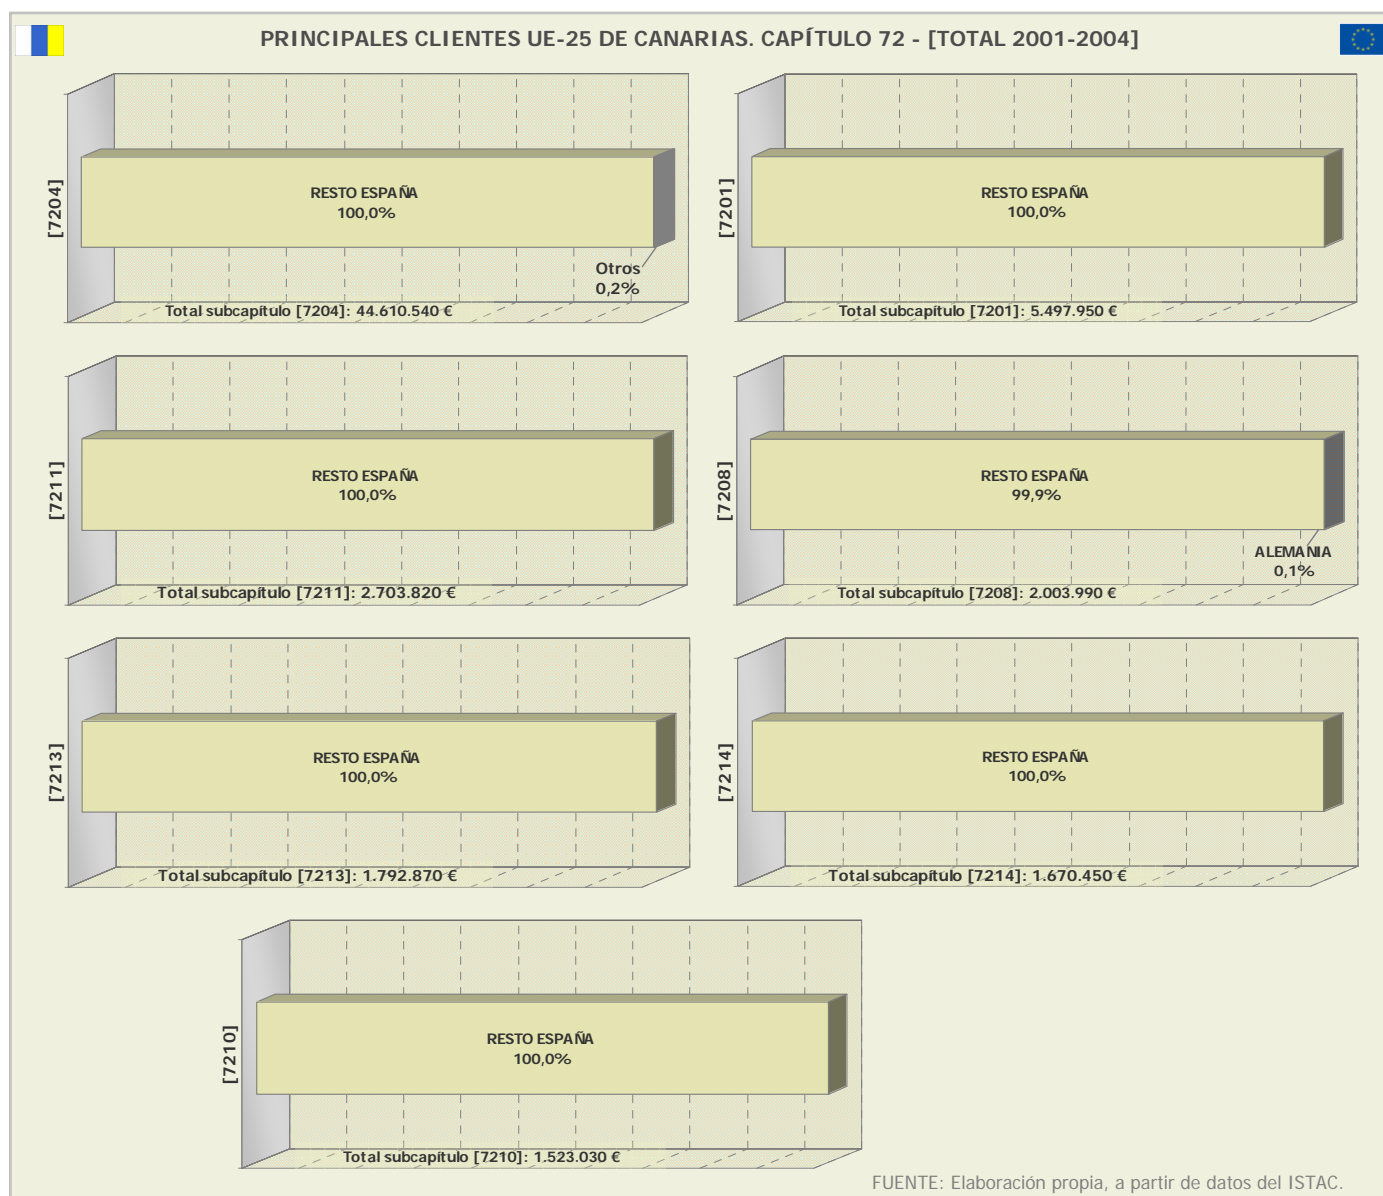 PRINCIPALES CLIENTES UE-25 DE CANARIAS. CAPÍTULO 72 - [TOTAL 2001-2004]
[7204]
RESTO ESPAÑA
100,0%
Otros
0,2%
Total subcapítulo [7204]: 44.610.540 €
[7201]
RESTO ESPAÑA
100,0%
Total subcapítulo [7201]: 5.497.950 €
[7211]
RESTO ESPAÑA
100,0%
Total subcapítulo [7211]: 2.703.820 €
[7208]
RESTO ESPAÑA
99,9%
ALEMANIA
0,1%
Total subcapítulo [7208]: 2.003.990 €
[7213]
RESTO ESPAÑA
100,0%
Total subcapítulo [7213]: 1.792.870 €
[7214]
RESTO ESPAÑA
100,0%
Total subcapítulo [7214]: 1.670.450 €
[7210]
RESTO ESPAÑA
100,0%
Total subcapítulo [7210]: 1.523.030 €
FUENTE: Elaboración propia, a partir de datos del ISTAC.